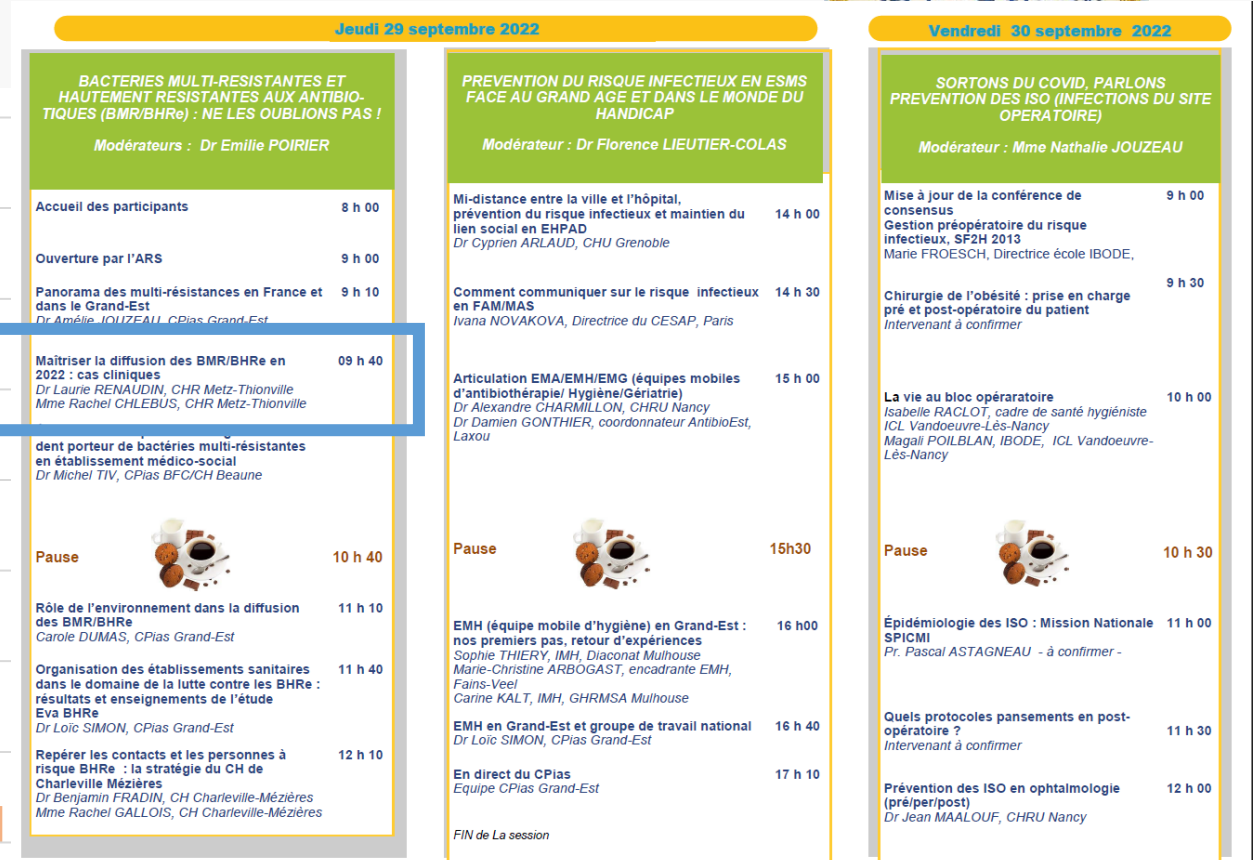 Jeudi 29 septembre 2022
BACTERIES MULTI-RESISTANTES ET
HAUTEMENT RESISTANTES AUX ANTIBIO-
TIQUES (BMR/BHRe) : NE LES OUBLIONS PAS !
Modérateurs : Dr Emilie POIRIER
Accueil des participants 8 h 00
Ouverture par l'ARS 9 h 00
Panorama des multi-résistances en France et 9 h 10
dans le Grand-Est
Dr Amélie JOUZEAU, CPias Grand-Est
Maîtriser la diffusion des BMR/BHRe en 09 h 40
2022 : cas cliniques
Dr Laurie RENAUDIN, CHR Metz-Thionville
Mme Rachel CHLEBUS, CHR Metz-Thionville
dent porteur de bactéries multi-résistantes
en établissement médico-social
Dr Michel TIV, CPias BFC/CH Beaune
Pause 10 h 40
Rôle de l'environnement dans la diffusion 11 h 10
des BMR/BHRe
Carole DUMAS, CPias Grand-Est
Organisation des établissements sanitaires 11 h 40
dans le domaine de la lutte contre les BHRe :
résultats et enseignements de l'étude
Eva BHRe
Dr Loïc SIMON, CPias Grand-Est
Repérer les contacts et les personnes à 12 h 10
risque BHRe : la stratégie du CH de
Charleville Mézières
Dr Benjamin FRADIN, CH Charleville-Mézières
Mme Rachel GALLOIS, CH Charleville-Mézières
PREVENTION DU RISQUE INFECTIEUX EN ESMS
FACE AU GRAND AGE ET DANS LE MONDE DU
HANDICAP
Modérateur : Dr Florence LIEUTIER-COLAS
Mi-distance entre la ville et l'hôpital,
prévention du risque infectieux et maintien du 14 h 00
lien social en EHPAD
Dr Cyprien ARLAUD, CHU Grenoble
Comment communiquer sur le risque infectieux 14 h 30
en FAM/MAS
Ivana NOVAKOVA, Directrice du CESAP, Paris
Articulation EMA/EMH/EMG (équipes mobiles 15 h 00
d'antibiothérapie/ Hygiène/Gériatrie)
Dr Alexandre CHARMILLON, CHRU Nancy
Dr Damien GONTHIER, coordonnateur AntibioEst,
Laxou
Pause 15h30
EMH (équipe mobile d'hygiène) en Grand-Est : 16 h00
nos premiers pas, retour d'expériences
Sophie THIERY, IMH, Diaconat Mulhouse
Marie-Christine ARBOGAST, encadrante EMH,
Fains-Veel
Carine KALT, IMH, GHRMSA Mulhouse
EMH en Grand-Est et groupe de travail national 16 h 40
Dr Loïc SIMON, CPias Grand-Est
En direct du CPias 17 h 10
Equipe CPias Grand-Est
FIN de La session
Vendredi 30 septembre 2022
SORTONS DU COVID, PARLONS
PREVENTION DES ISO (INFECTIONS DU SITE
OPERATOIRE)
Modérateur : Mme Nathalie JOUZEAU
Mise à jour de la conférence de 9 h 00
consensus
Gestion préopératoire du risque
infectieux, SF2H 2013
Marie FROESCH, Directrice école IBODE,
9 h 30
Chirurgie de l'obésité : prise en charge
pré et post-opératoire du patient
Intervenant à confirmer
La vie au bloc opéraratoire 10 h 00
Isabelle RACLOT, cadre de santé hygiéniste
ICL Vandoeuvre-Lès-Nancy
Magali POILBLAN, IBODE, ICL Vandoeuvre-
Lès-Nancy
Pause 10 h 30
Épidémiologie des ISO : Mission Nationale 11 h 00
SPICMI
Pr. Pascal ASTAGNEAU - à confirmer -
Quels protocoles pansements en post-
opératoire ? 11 h 30
Intervenant à confirmer
Prévention des ISO en ophtalmologie 12 h 00
(pré/per/post)
Dr Jean MAALOUF, CHRU Nancy